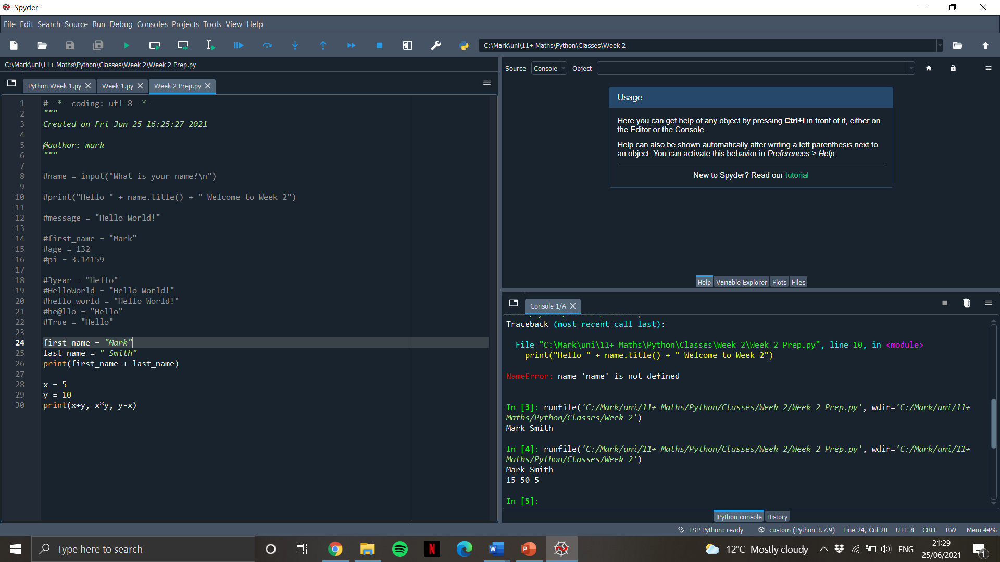 Spyder
File Edit Search Source Run Debug Consoles Projects Tools View Help
C:\Mark\uni\11+ Maths\Python\Classes\Week 2
C:\Mark\uni\11+ Maths\Python\Classes\Week 2\Week 2 Prep.py
Python Week 1.py
Week 1.py
Week 2 Prep.py
1 # -*- coding: utf-8 -*-
2 """
3 Created on Fri Jun 25 16:25:27 2021
4
5 @author: mark
6 """
7
8 #name = input("What is your name?\n")
9
10 #print("Hello " + name.title() + " Welcome to Week 2")
11
12 #message = "Hello World!"
13
14 #first_name = "Mark"
15 #age = 132
16 #pi = 3.14159
17
18 #3year = "Hello"
19 #HelloWorld = "Hello World!"
20 #hello_world = "Hello World!"
21 #he@llo = "Hello"
22 #True = "Hello"
23
24 first_name = "Mark"
25 last_name = " Smith"
26 print(first_name + last_name)
27
28 x = 5
29 y = 10
30 print(x+y, x*y, y-x)
Source Console Object
Usage
Here you can get help of any object by pressing Ctrl+I in front of it, either on
the Editor or the Console.
Help can also be shown automatically after writing a left parenthesis next to
an object. You can activate this behavior in Preferences > Help.
New to Spyder? Read our tutorial
Help Variable Explorer Plots Files
Console 1/A
Traceback (most recent call last):
File "C:\Mark\uni\11+ Maths\Python\Classes\Week 2\Week 2 Prep.py", line 10, in <module>
print("Hello " + name.title() + " Welcome to Week 2")
NameError: name 'name' is not defined
In [3]: runfile('C:/Mark/uni/11+ Maths/Python/Classes/Week 2/Week 2 Prep.py', wdir='C:/Mark/uni/11+
Maths/Python/Classes/Week 2')
Mark Smith
In [4]: runfile('C:/Mark/uni/11+ Maths/Python/Classes/Week 2/Week 2 Prep.py', wdir='C:/Mark/uni/11+
Maths/Python/Classes/Week 2')
Mark Smith
15 50 5
In [5]:
IPython console History
LSP Python: ready custom (Python 3.7.9) Line 24, Col 20 UTF-8 CRLF RW Mem 44%
Type here to search
12°C Mostly cloudy
ENG
21:29
25/06/2021
1